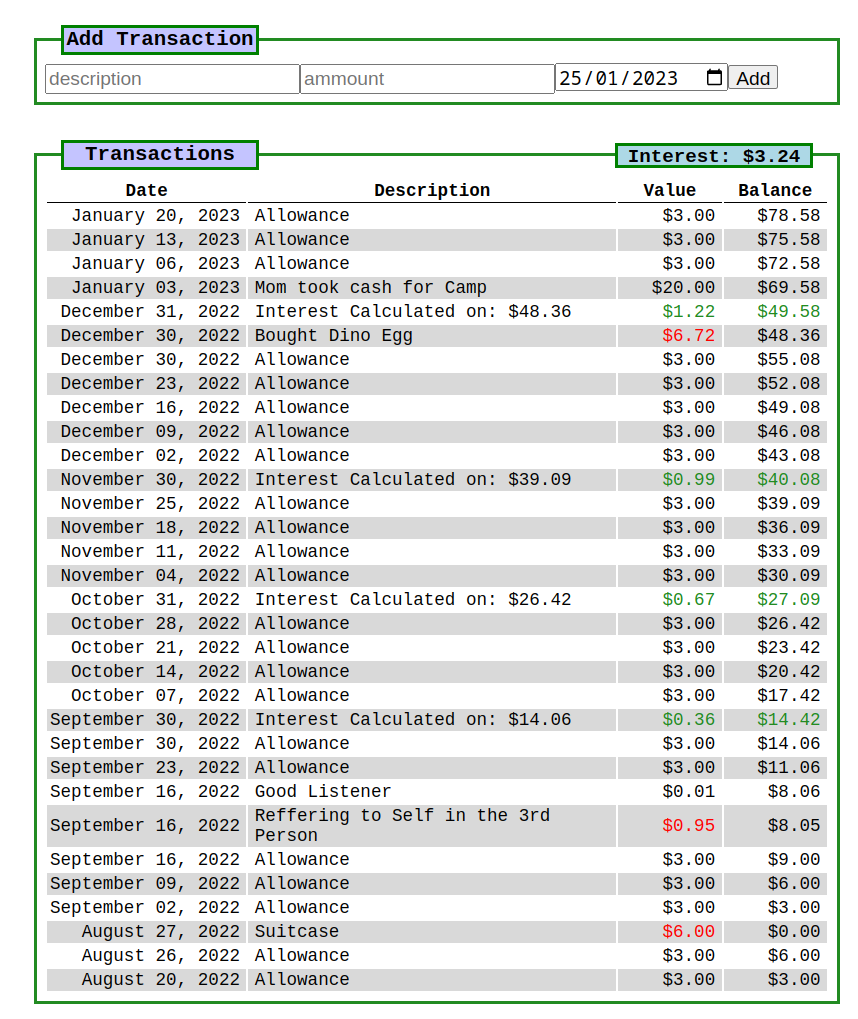 Add Transaction
description ammount 25/01/2023 Add
Transactions Interest: $3.24
Date Description Value Balance
January 20, 2023 Allowance $3.00 $78.58
January 13, 2023 Allowance $3.00 $75.58
January 06, 2023 Allowance $3.00 $72.58
January 03, 2023 Mom took cash for Camp $20.00 $69.58
December 31, 2022 Interest Calculated on: $48.36 $1.22 $49.58
December 30, 2022 Bought Dino Egg $6.72 $48.36
December 30, 2022 Allowance $3.00 $55.08
December 23, 2022 Allowance $3.00 $52.08
December 16, 2022 Allowance $3.00 $49.08
December 09, 2022 Allowance $3.00 $46.08
December 02, 2022 Allowance $3.00 $43.08
November 30, 2022 Interest Calculated on: $39.09 $0.99 $40.08
November 25, 2022 Allowance $3.00 $39.09
November 18, 2022 Allowance $3.00 $36.09
November 11, 2022 Allowance $3.00 $33.09
November 04, 2022 Allowance $3.00 $30.09
October 31, 2022 Interest Calculated on: $26.42 $0.67 $27.09
October 28, 2022 Allowance $3.00 $26.42
October 21, 2022 Allowance $3.00 $23.42
October 14, 2022 Allowance $3.00 $20.42
October 07, 2022 Allowance $3.00 $17.42
September 30, 2022 Interest Calculated on: $14.06 $0.36 $14.42
September 30, 2022 Allowance $3.00 $14.06
September 23, 2022 Allowance $3.00 $11.06
September 16, 2022 Good Listener $0.01 $8.06
September 16, 2022 Reffering to Self in the 3rd
Person $0.95 $8.05
September 16, 2022 Allowance $3.00 $9.00
September 09, 2022 Allowance $3.00 $6.00
September 02, 2022 Allowance $3.00 $3.00
August 27, 2022 Suitcase $6.00 $0.00
August 26, 2022 Allowance $3.00 $6.00
August 20, 2022 Allowance $3.00 $3.00